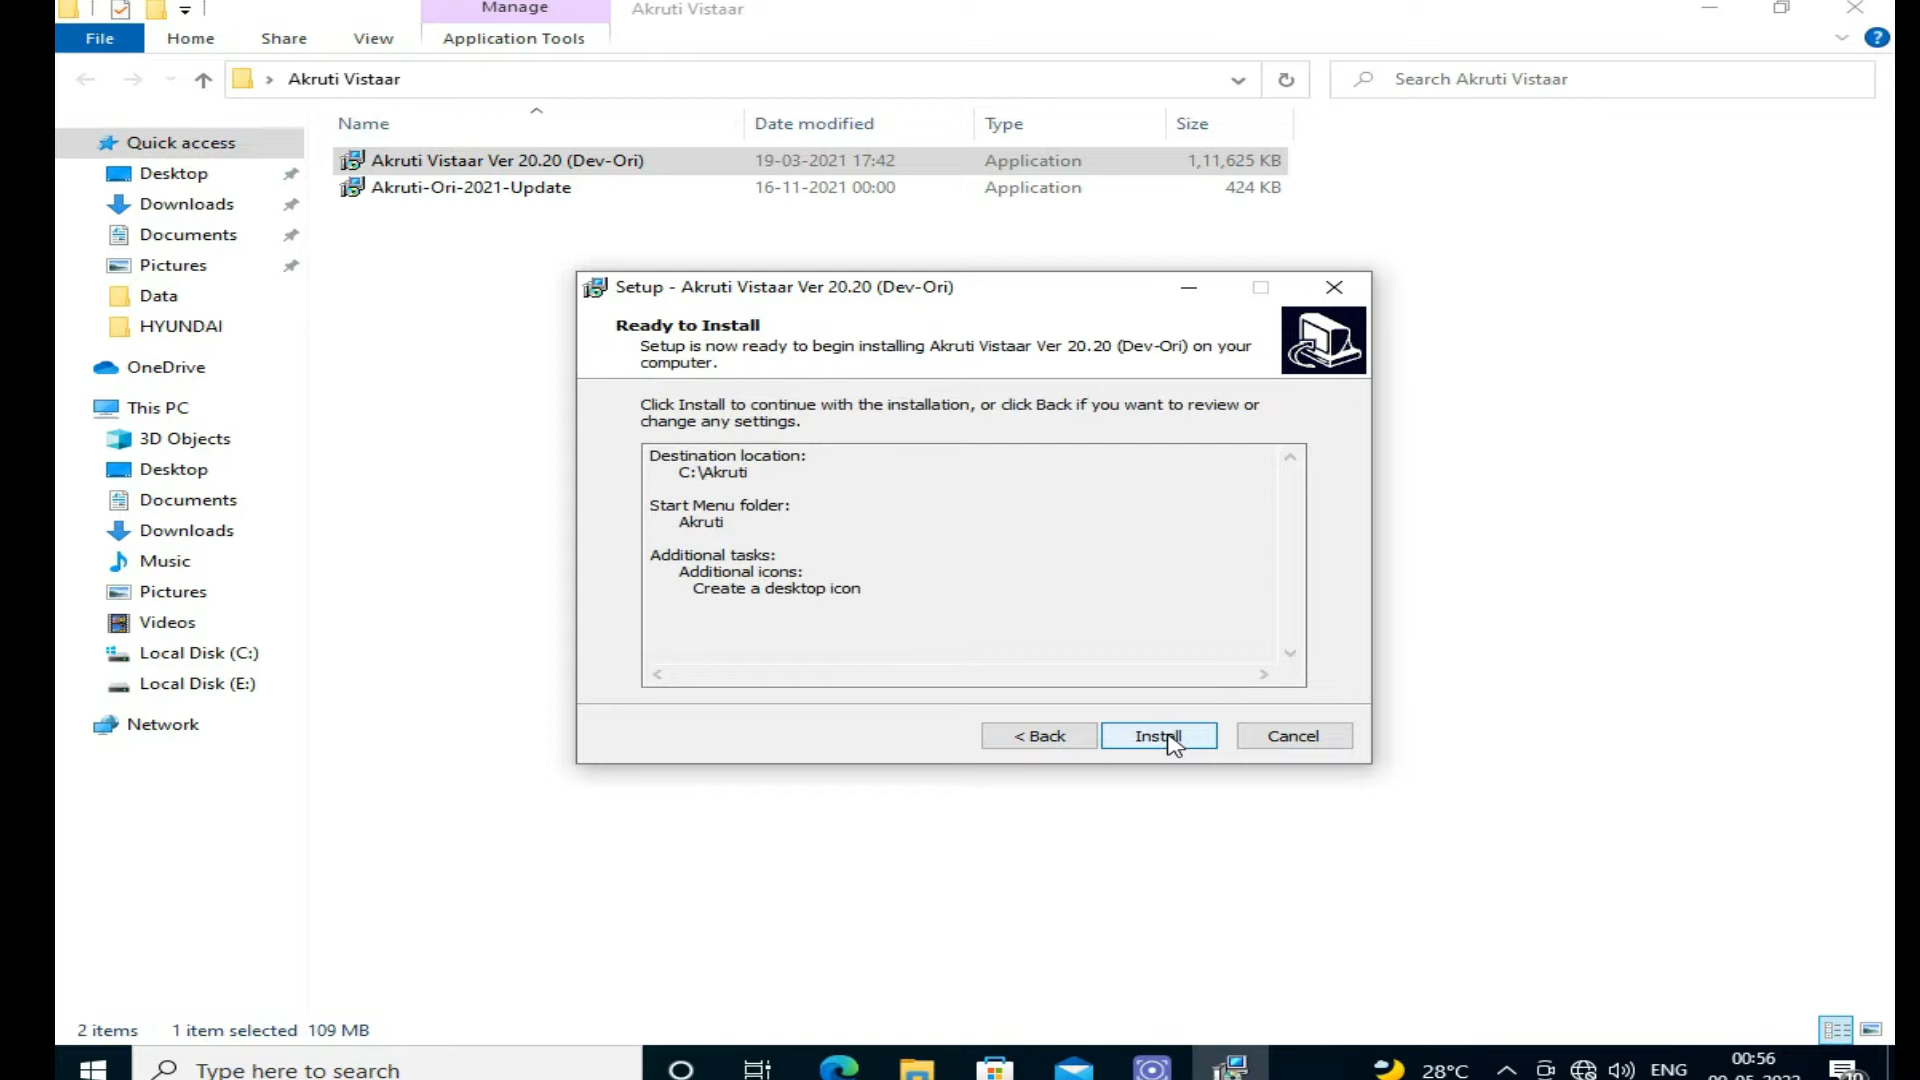 Manage
Akruti Vistaar
File
Home
Share
View
Application Tools
Akruti Vistaar
Search Akruti Vistaar
Name
Date modified
Type
Size
Quick access
Akruti Vistaar Ver 20.20 (Dev-Ori)
19-03-2021 17:42
Application
1,11,625 KB
Desktop
Akruti-Ori-2021-Update
16-11-2021 00:00
Application
424 KB
Downloads
Documents
Pictures
Data
HYUNDAI
OneDrive
This PC
3D Objects
Desktop
Documents
Downloads
Music
Pictures
Videos
Local Disk (C:)
Local Disk (E:)
Network
Setup - Akruti Vistaar Ver 20.20 (Dev-Ori)
Ready to Install
Setup is now ready to begin installing Akruti Vistaar Ver 20.20 (Dev-Ori) on your
computer.
Click Install to continue with the installation, or click Back if you want to review or
change any settings.
Destination location:
C:\Akruti
Start Menu folder:
Akruti
Additional tasks:
Additional icons:
Create a desktop icon
< Back
Install
Cancel
2 items
1 item selected
109 MB
Type here to search
28°C
ENG
00:56